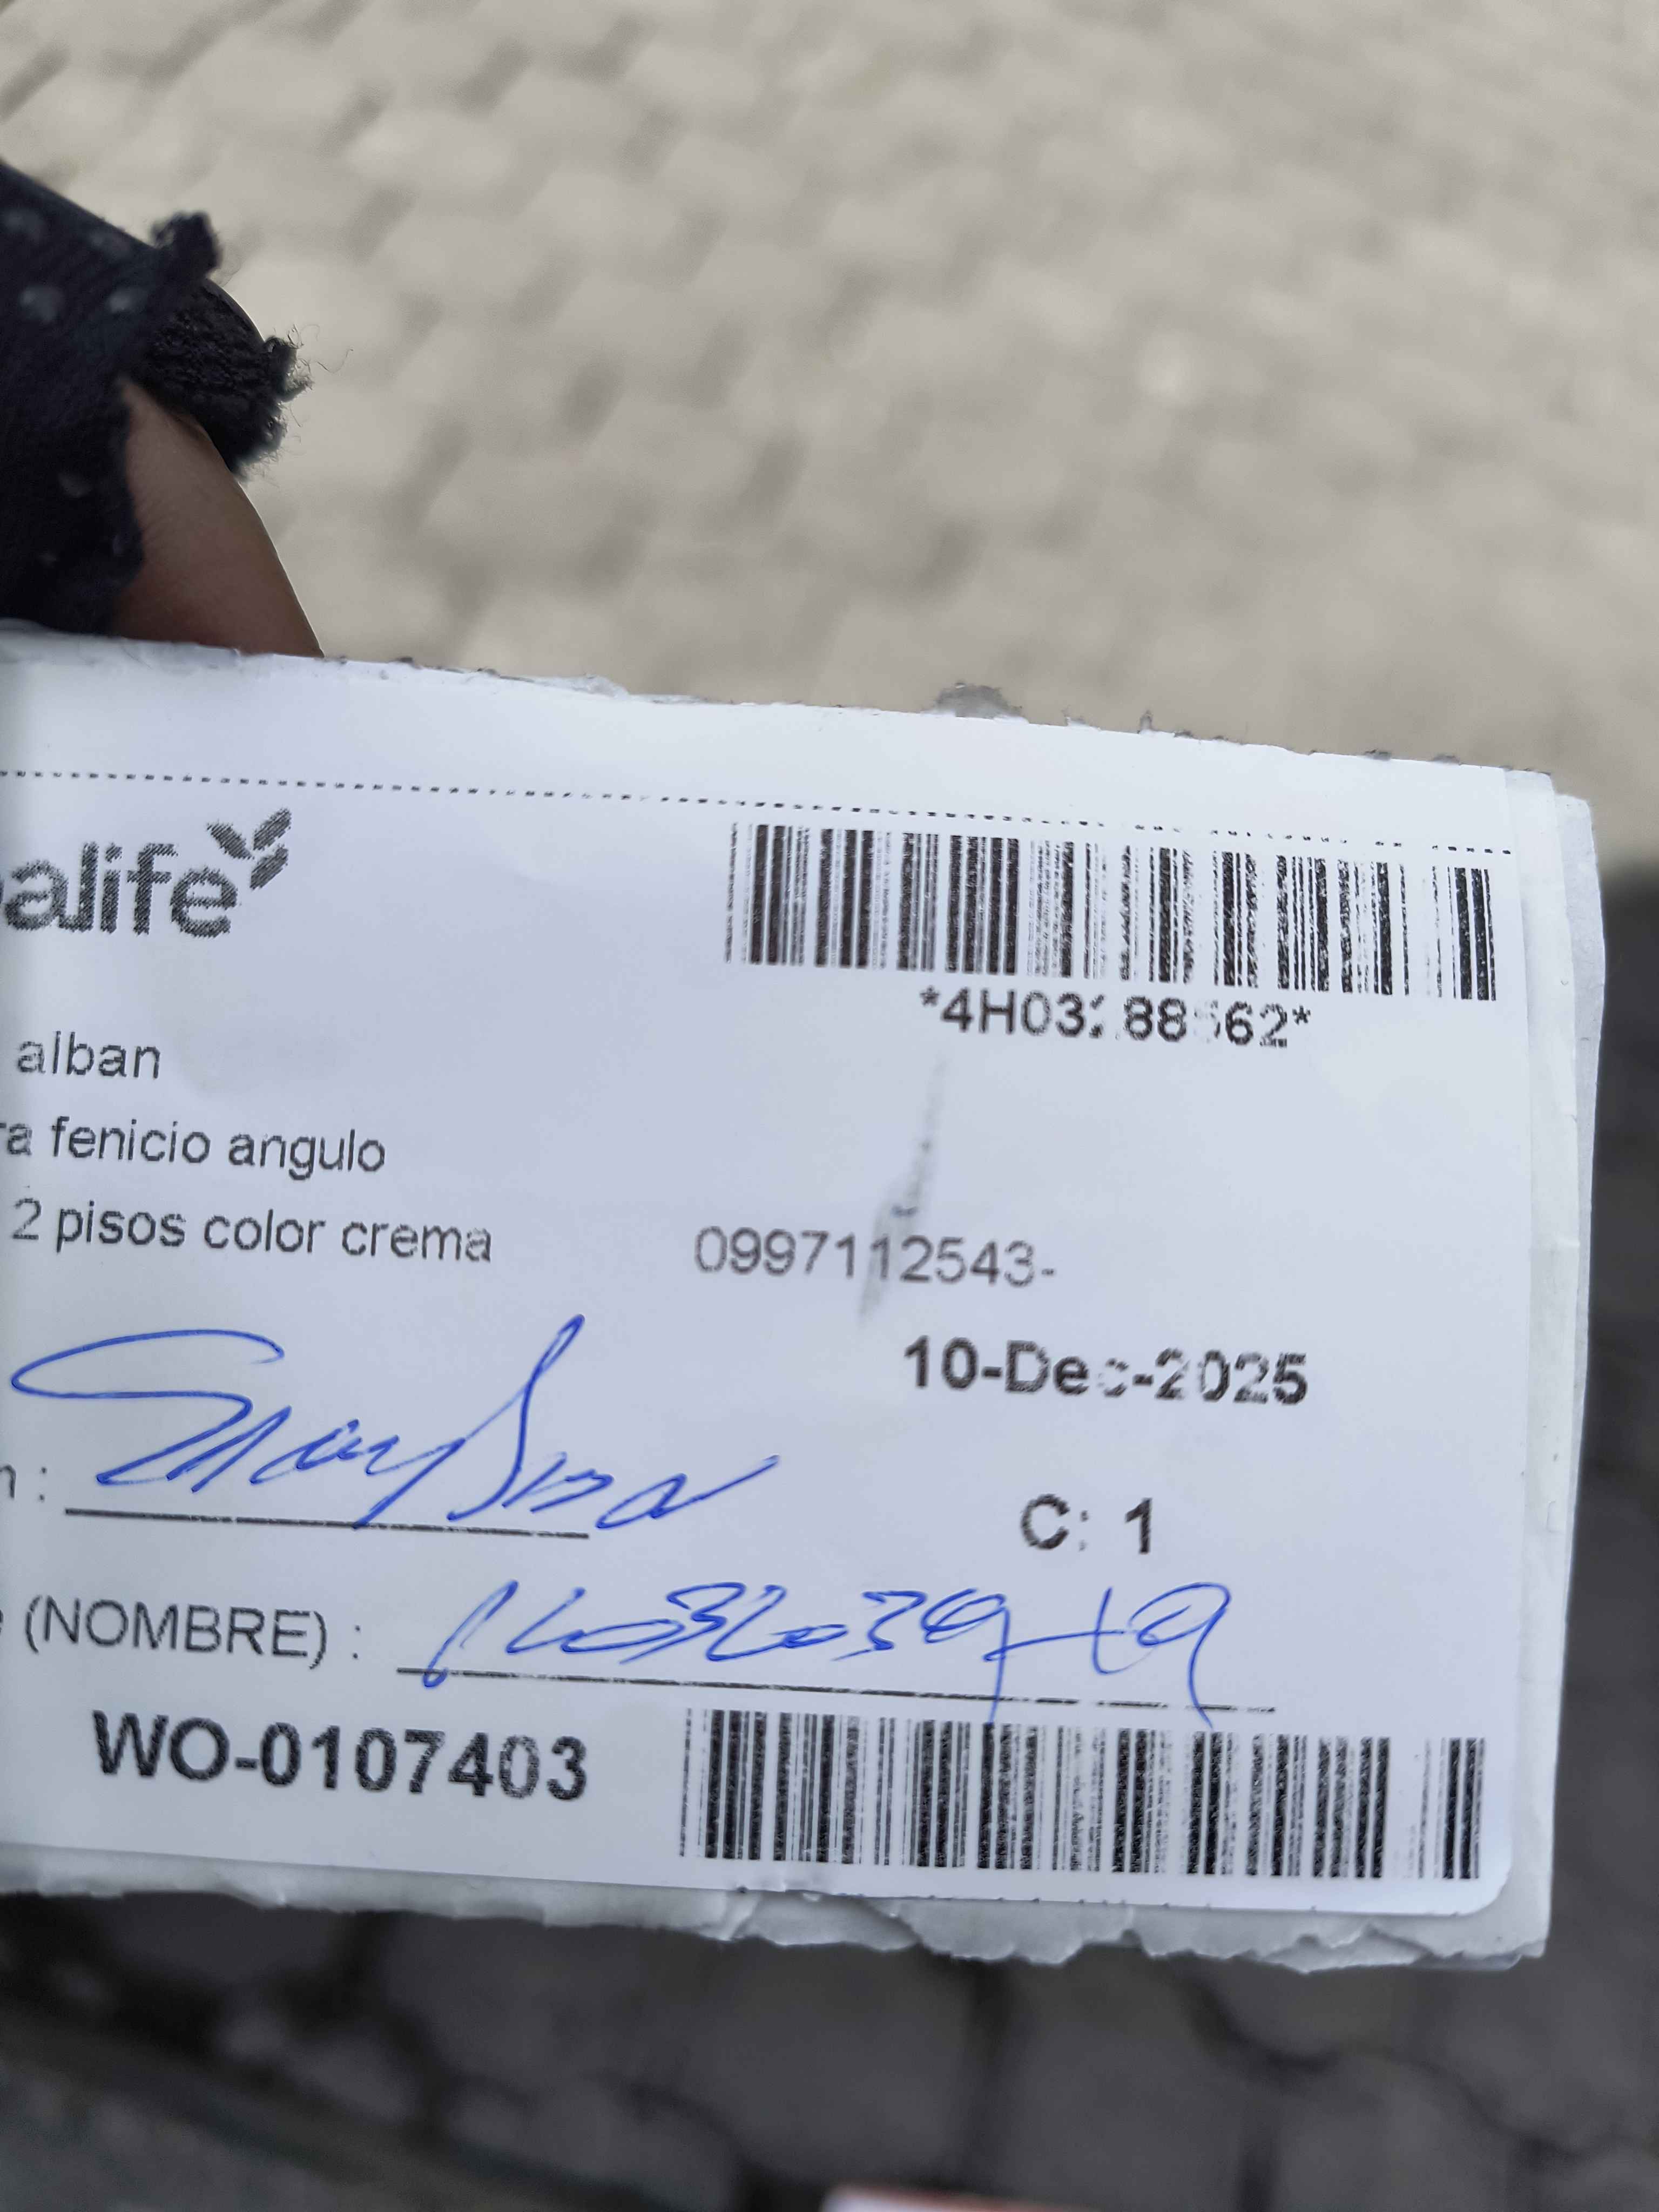 alife
*4H03 88 62*
alban
ra fenicio angulo
2 pisos color crema 0997112543-
10-Dec-2025
n :
C: 1
(NOMBRE) :
WO-0107403